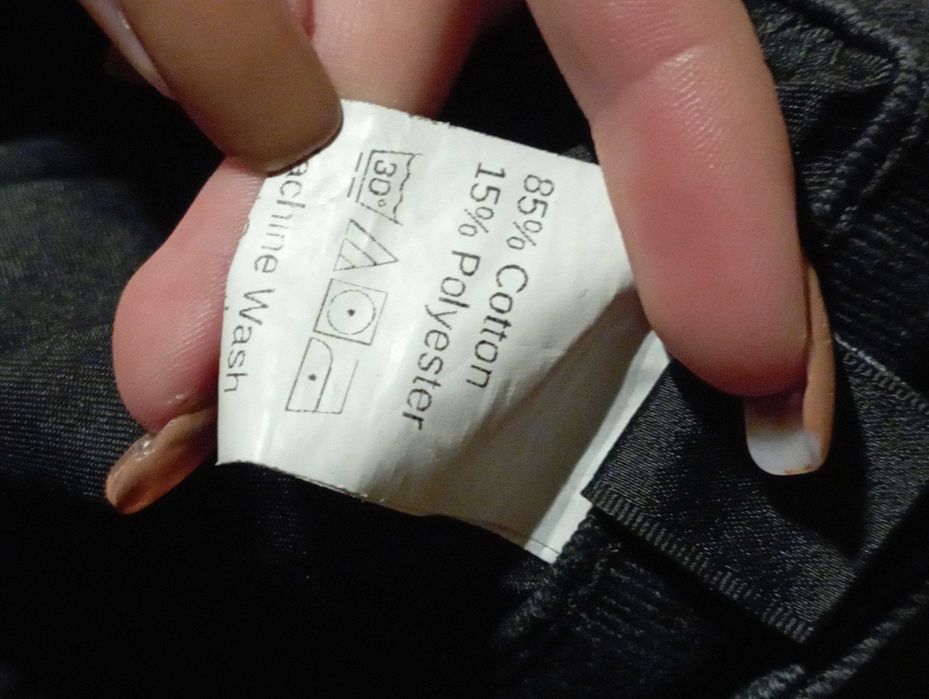 85% Cotton
15% Polyester
30°
achine Wash